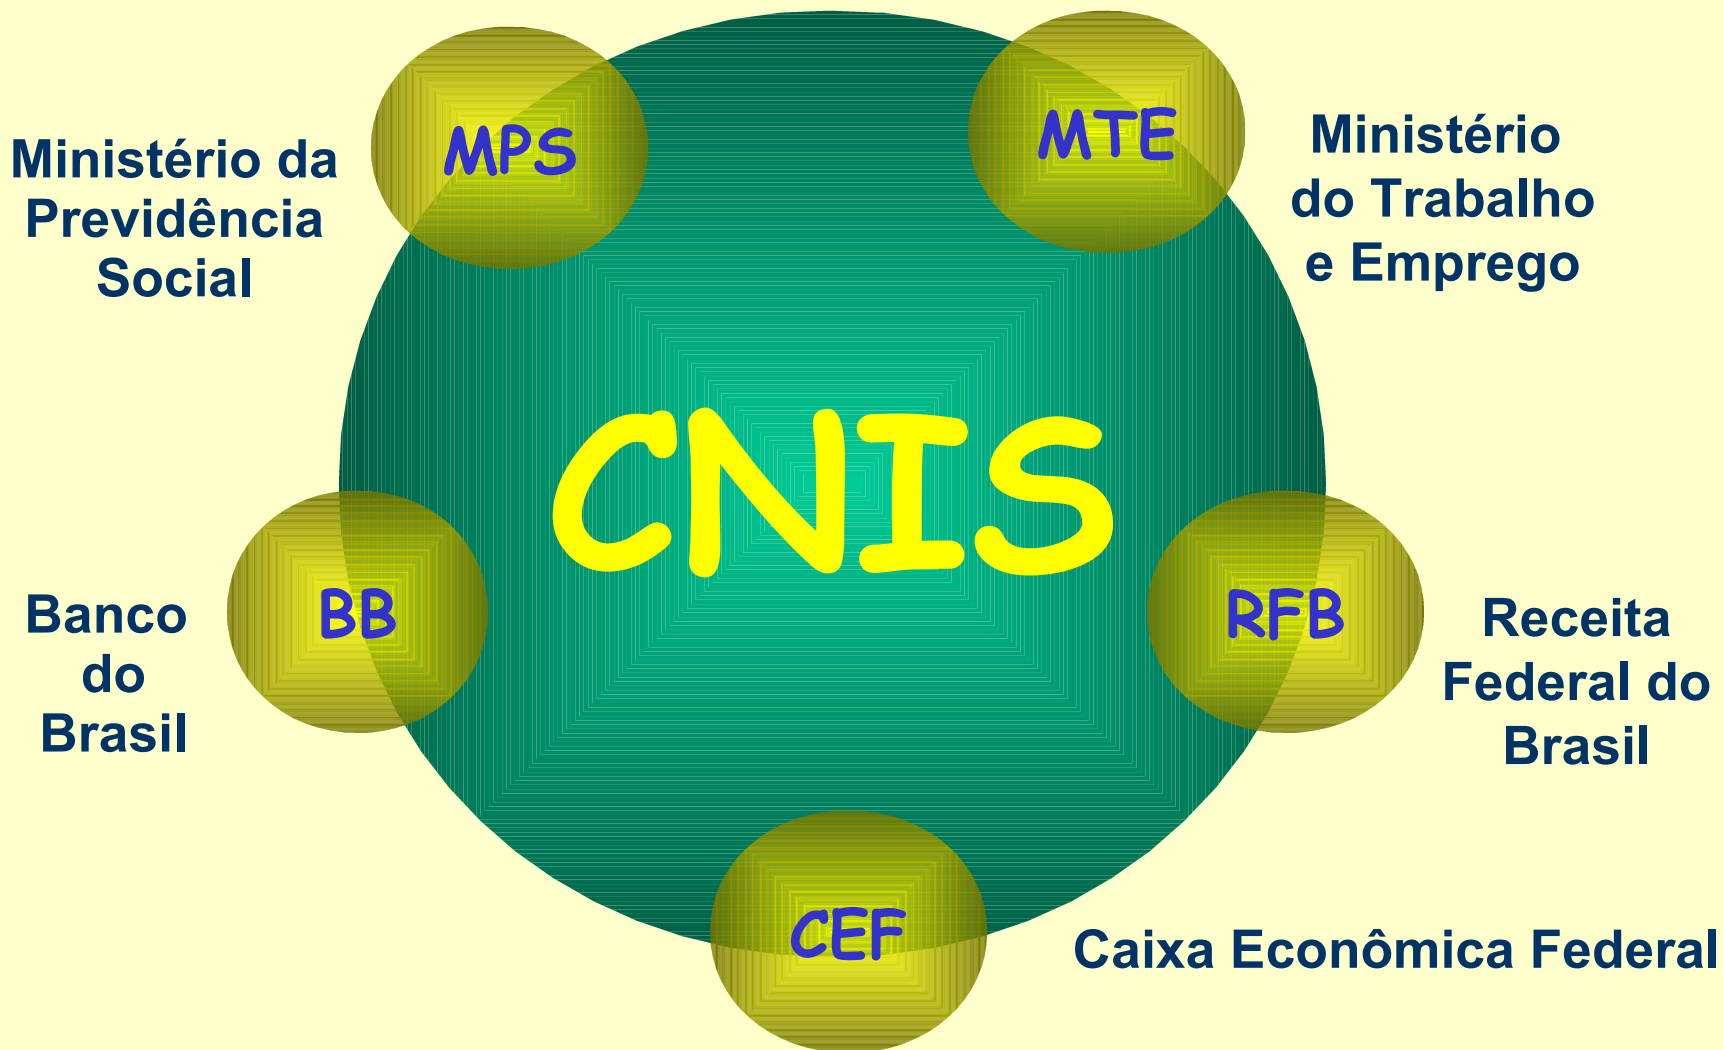 MPS
Ministério da
Previdência
Social
MTE
Ministério
do Trabalho
e Emprego
CNIS
BB
Banco
do
Brasil
RFB
Receita
Federal do
Brasil
CEF
Caixa Econômica Federal